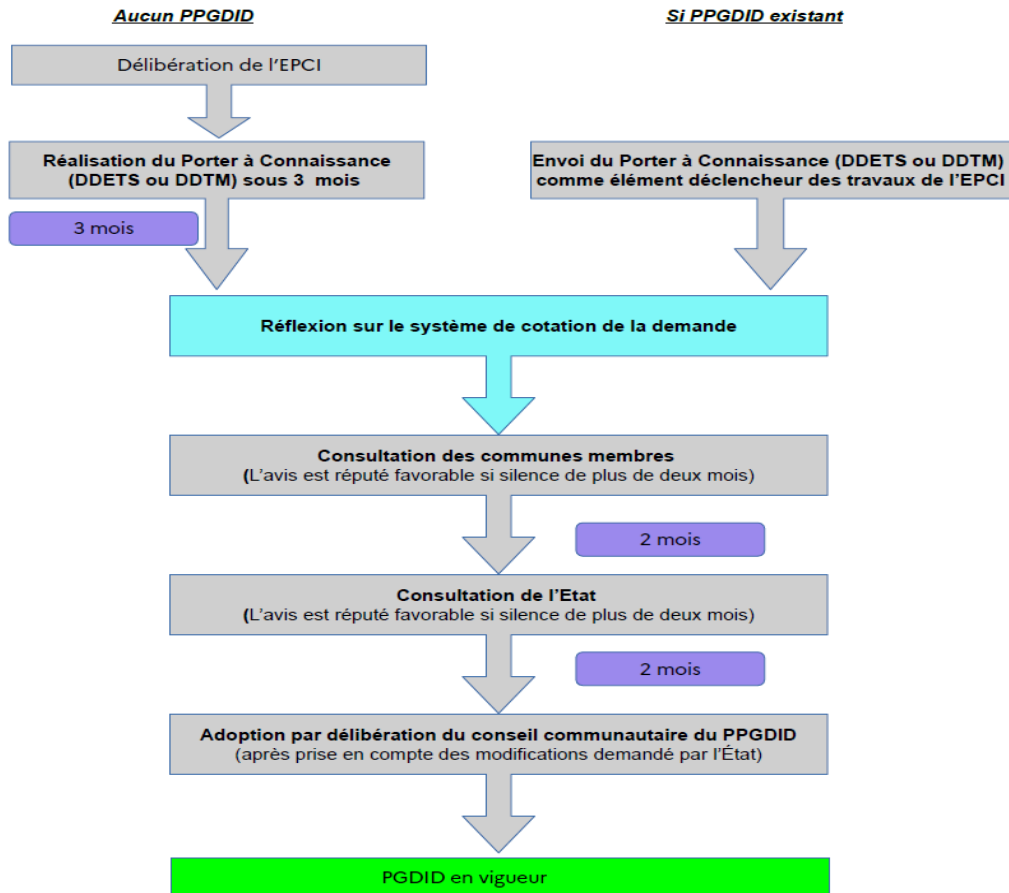 Aucun PPGDID
Si PPGDID existant
Délibération de l'EPCI
Réalisation du Porter à Connaissance
(DDETS ou DDTM) sous 3 mois
Envoi du Porter à Connaissance (DDETS ou DDTM)
comme élément déclencheur des travaux de l'EPCI
3 mois
Réflexion sur le système de cotation de la demande
Consultation des communes membres
(L'avis est réputé favorable si silence de plus de deux mois)
2 mois
Consultation de l'Etat
(L'avis est réputé favorable si silence de plus de deux mois)
2 mois
Adoption par délibération du conseil communautaire du PPGDID
(après prise en compte des modifications demandé par l'État)
PGDID en vigueur